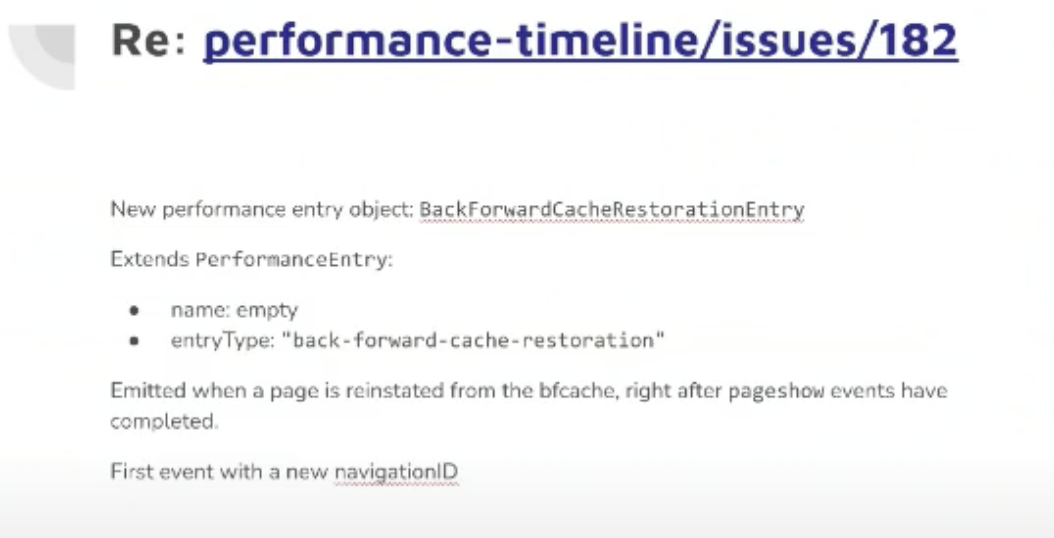 Re: performance-timeline/issues/182
New performance entry object: BackForwardCacheRestorationEntry
Extends PerformanceEntry:
• name: empty
• entryType: "back-forward-cache-restoration"
Emitted when a page is reinstated from the bfcache, right after pageshow events have
completed.
First event with a new navigationID